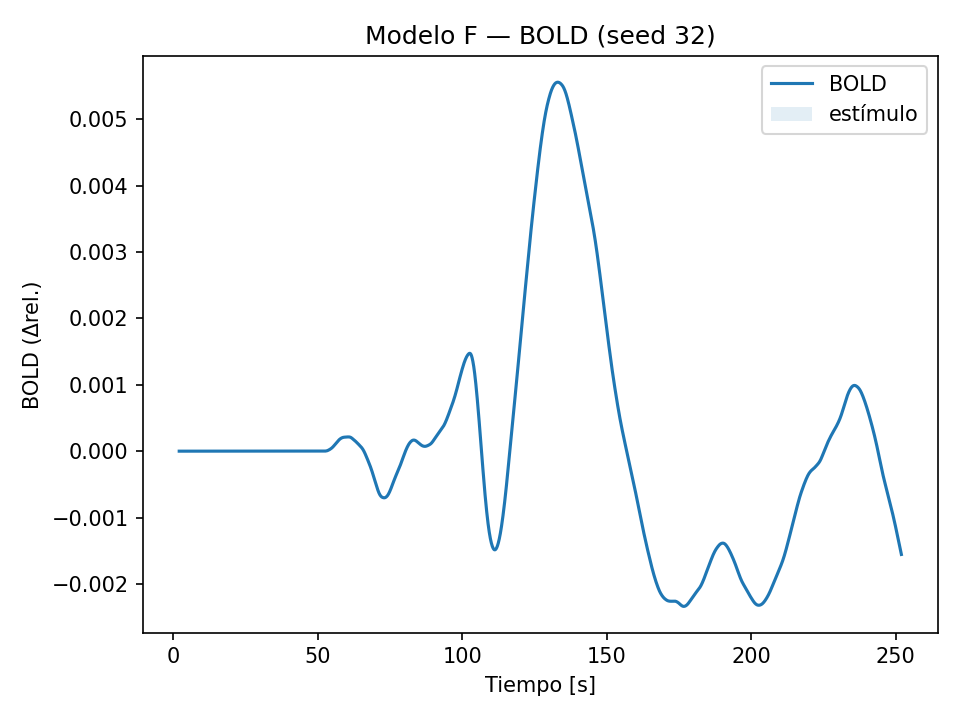 Modelo F — BOLD (seed 32)
BOLD
estímulo
BOLD (Δrel.)
0.005
0.004
0.003
0.002
0.001
0.000
−0.001
−0.002
0 50 100 150 200 250
Tiempo [s]